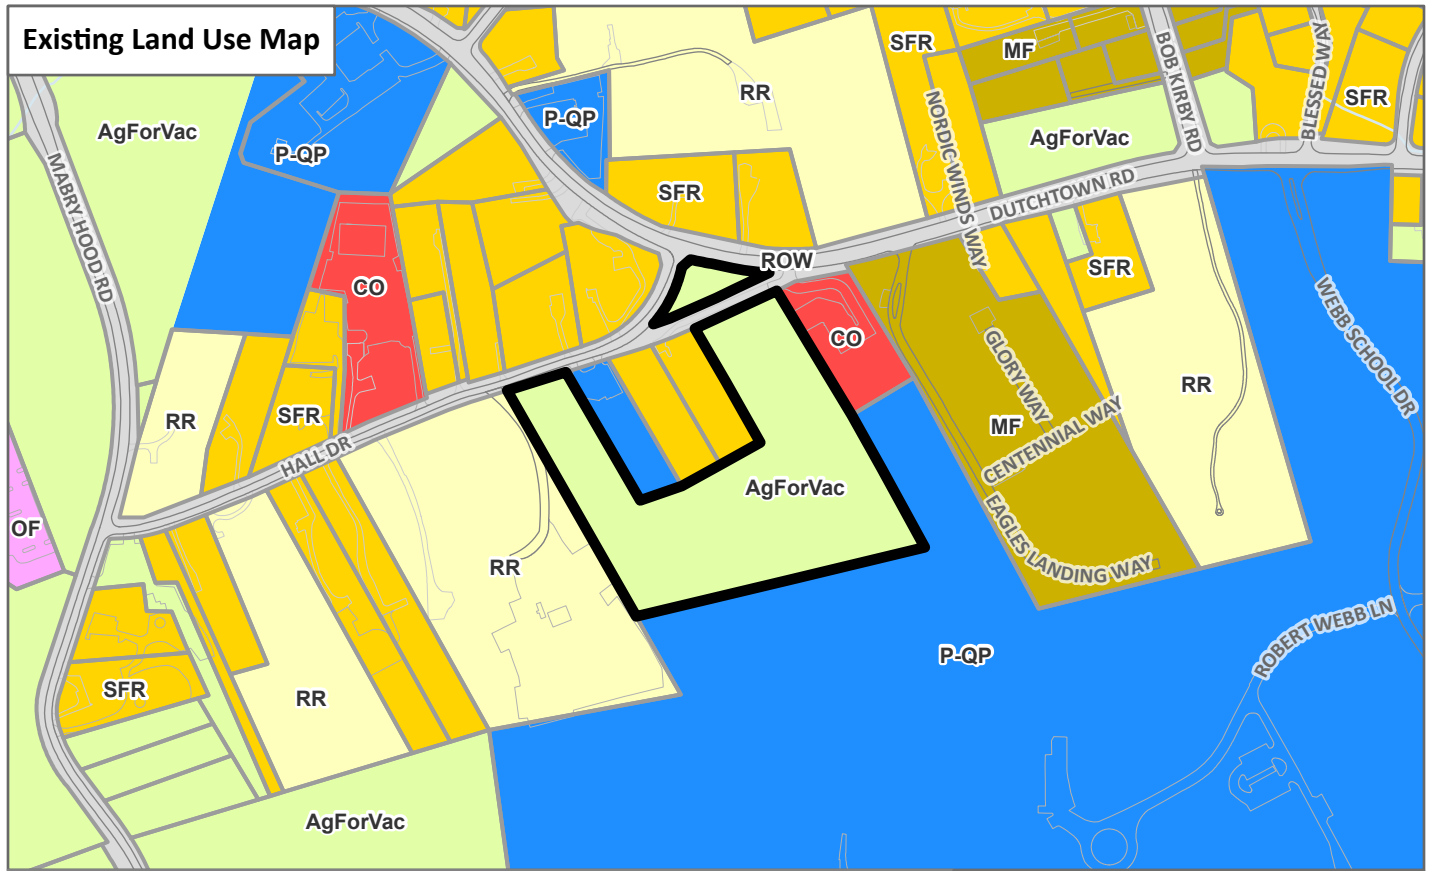 Existing Land Use Map
SFR
MF
BOB KIRBY RD
BLESSED WAY
RR
SFR
P-QP
AgForVac
NORDIC WINDS WAY
AgForVac
P-QP
MABRY HOOD RD
SFR
DUTCHTOWN RD
ROW
SFR
CO
CO
WEBB SCHOOL DR
GLORY WAY
RR
RR
SFR
MF
CENTENNIAL WAY
HALL DR
AgForVac
OF
EAGLES LANDING WAY
RR
ROBERT WEBB LN
P-QP
SFR
RR
AgForVac